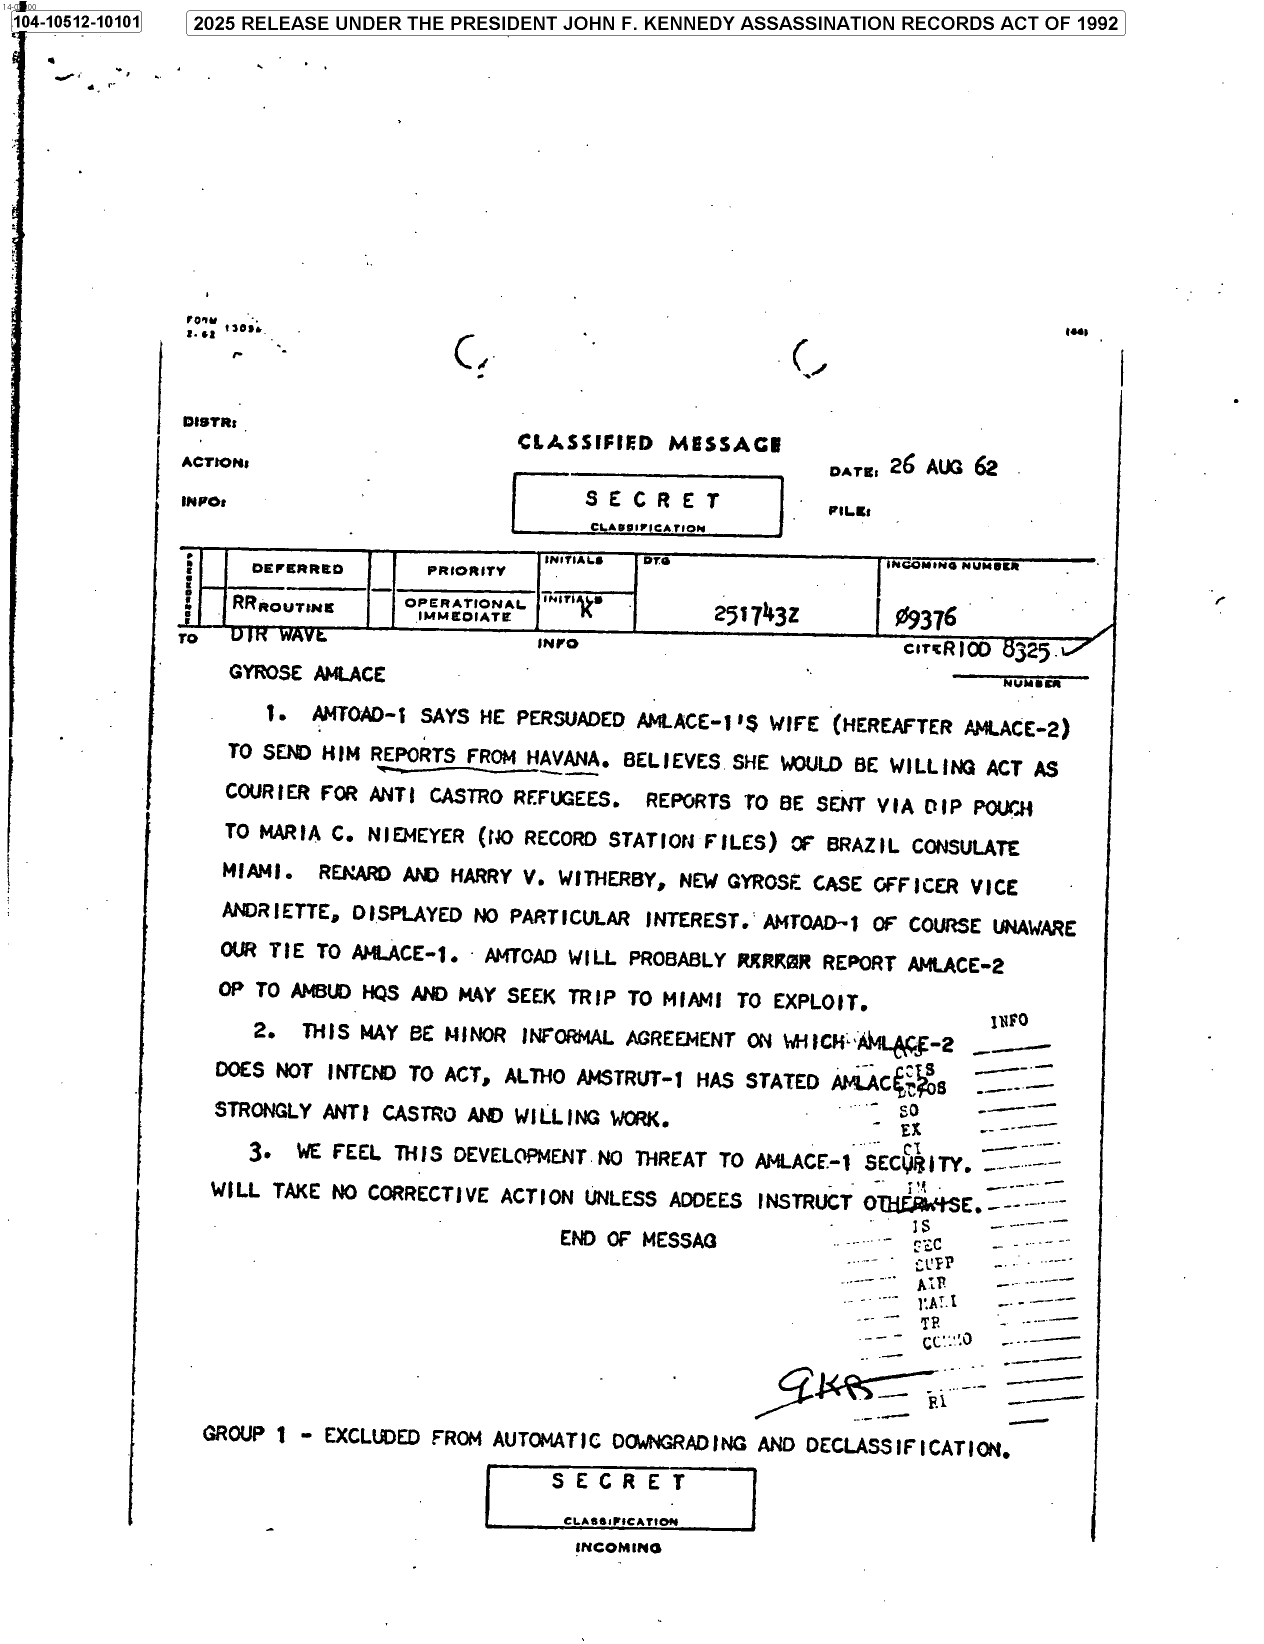 104-10512-10101
2025 RELEASE UNDER THE PRESIDENT JOHN F. KENNEDY ASSASSINATION RECORDS ACT OF 1992
FORM
2-62
DISTR:
ACTION:
INFO:
CLASSIFIED MESSAGE
DATE: 26 AUG 62
S E C R E T
CLASSIFICATION
FILE:
DEFERRED
PRIORITY
INITIALS
DTG
INCOMING NUMBER
RR ROUTINE
OPERATIONAL IMMEDIATE
INITIALS
K
251743Z
Ø9376
TO DIR WAVE
INFO
CITE RIOD 8325
NUMBER
GYROSE AMLACE
1. AMTOAD-1 SAYS HE PERSUADED AMLACE-1'S WIFE (HEREAFTER AMLACE-2)
TO SEND HIM REPORTS FROM HAVANA. BELIEVES SHE WOULD BE WILLING ACT AS
COURIER FOR ANTI CASTRO REFUGEES. REPORTS TO BE SENT VIA DIP POUCH
TO MARIA C. NIEMEYER (NO RECORD STATION FILES) OF BRAZIL CONSULATE
MIAMI. RENARD AND HARRY V. WITHERBY, NEW GYROSE CASE OFFICER VICE
ANDRIETTE, DISPLAYED NO PARTICULAR INTEREST. AMTOAD-1 OF COURSE UNAWARE
OUR TIE TO AMLACE-1. AMTOAD WILL PROBABLY REPORT AMLACE-2
OP TO AMBUD HQS AND MAY SEEK TRIP TO MIAMI TO EXPLOIT.
INFO
2. THIS MAY BE MINOR INFORMAL AGREEMENT ON WHICH AMLACE-2
DOES NOT INTEND TO ACT, ALTHO AMSTRUT-1 HAS STATED AMLACE-2
STRONGLY ANTI CASTRO AND WILLING WORK.
SO
EX
CI
3. WE FEEL THIS DEVELOPMENT NO THREAT TO AMLACE-1 SECURITY.
WILL TAKE NO CORRECTIVE ACTION UNLESS ADDEES INSTRUCT OTHERWISE.
IS
END OF MESSAG
SEC
SUPP
AIR
MALI
TR
COMMO
GKB
RI
GROUP 1 - EXCLUDED FROM AUTOMATIC DOWNGRADING AND DECLASSIFICATION.
S E C R E T
CLASSIFICATION
INCOMING